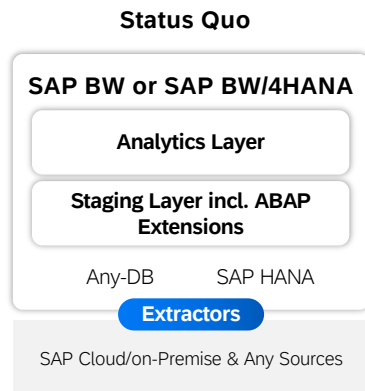 Status Quo
SAP BW or SAP BW/4HANA
Analytics Layer
Staging Layer incl. ABAP
Extensions
Any-DB SAP HANA
Extractors
SAP Cloud/on-Premise & Any Sources